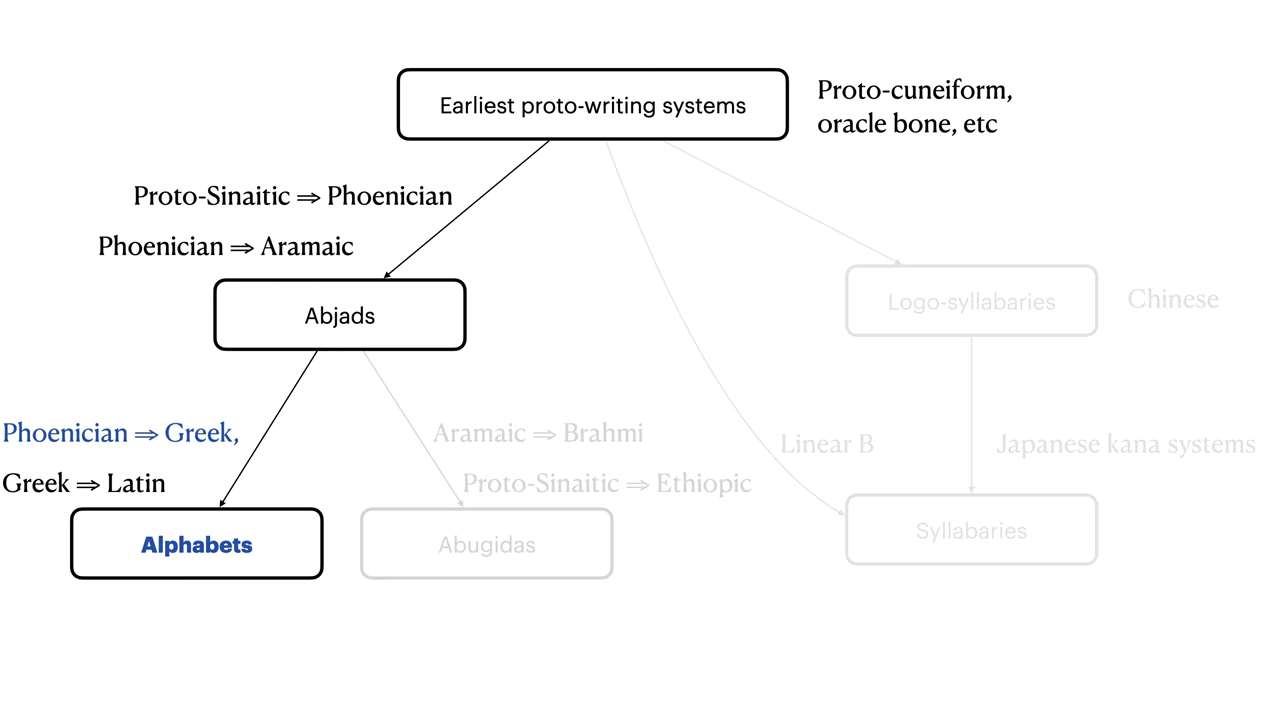 Earliest proto-writing systems
Proto-cuneiform,
oracle bone, etc
Proto-Sinaitic ⇒ Phoenician
Phoenician ⇒ Aramaic
Abjads
Logo-syllabaries
Chinese
Phoenician ⇒ Greek,
Greek ⇒ Latin
Aramaic ⇒ Brahmi
Proto-Sinaitic ⇒ Ethiopic
Linear B
Japanese kana systems
Alphabets
Abugidas
Syllabaries